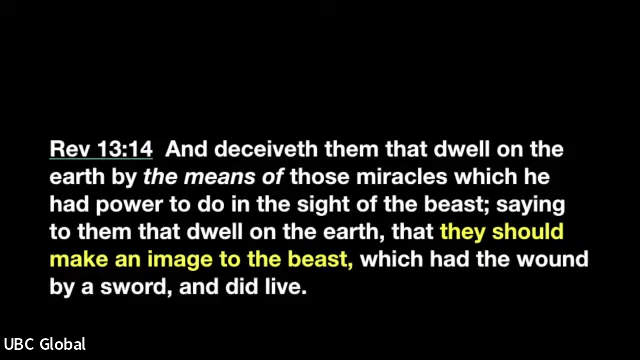 Rev 13:14 And deceiveth them that dwell on the
earth by the means of those miracles which he
had power to do in the sight of the beast; saying
to them that dwell on the earth, that they should
make an image to the beast, which had the wound
by a sword, and did live.
UBC Global